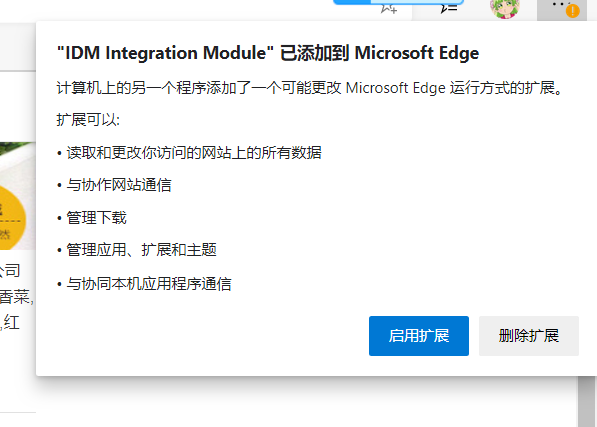 "IDM Integration Module" 已添加到 Microsoft Edge
计算机上的另一个程序添加了一个可能更改 Microsoft Edge 运行方式的扩展。
扩展可以:
• 读取和更改你访问的网站上的所有数据
• 与协作网站通信
• 管理下载
• 管理应用、扩展和主题
• 与协同本机应用程序通信
启用扩展 删除扩展
然
公司
香菜,
,红